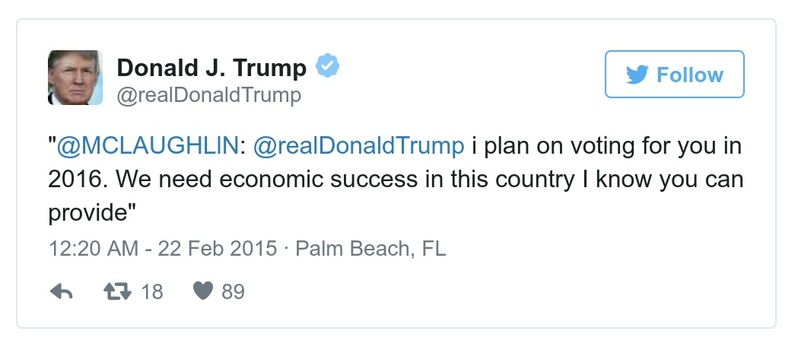 Donald J. Trump
@realDonaldTrump
Follow
"@MCLAUGHLIN: @realDonaldTrump i plan on voting for you in
2016. We need economic success in this country I know you can
provide"
12:20 AM - 22 Feb 2015 · Palm Beach, FL
18 89